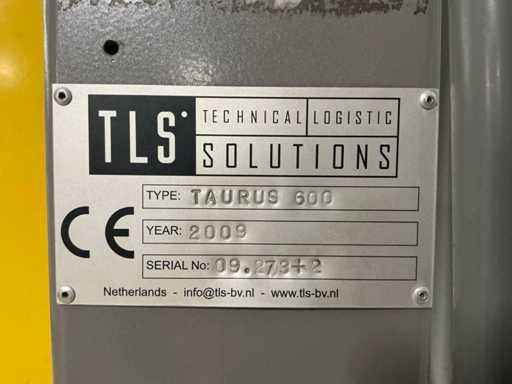 TLS® TECHNICAL LOGISTIC
SOLUTIONS
TYPE: TAURUS 600
CE YEAR: 2009
SERIAL No: 09.273+2
Netherlands - info@tls-bv.nl - www.tls-bv.nl